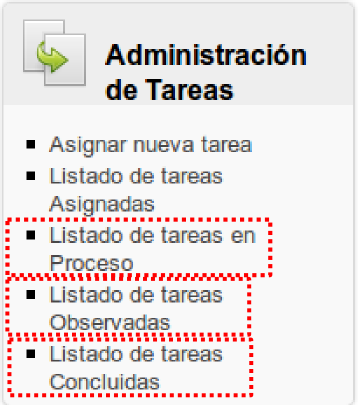 Administración
de Tareas
Asignar nueva tarea
Listado de tareas
Asignadas
Listado de tareas en
Proceso
Listado de tareas
Observadas
Listado de tareas
Concluidas